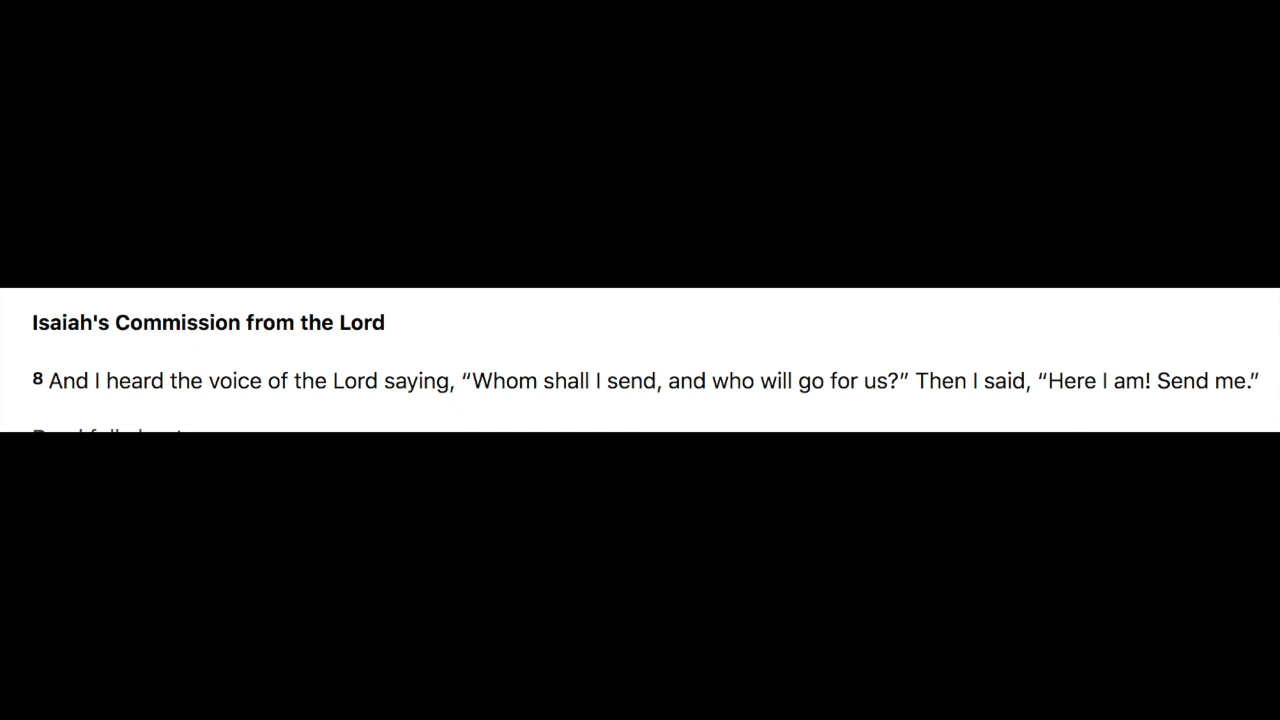 Isaiah's Commission from the Lord
8 And I heard the voice of the Lord saying, “Whom shall I send, and who will go for us?” Then I said, “Here I am! Send me.”